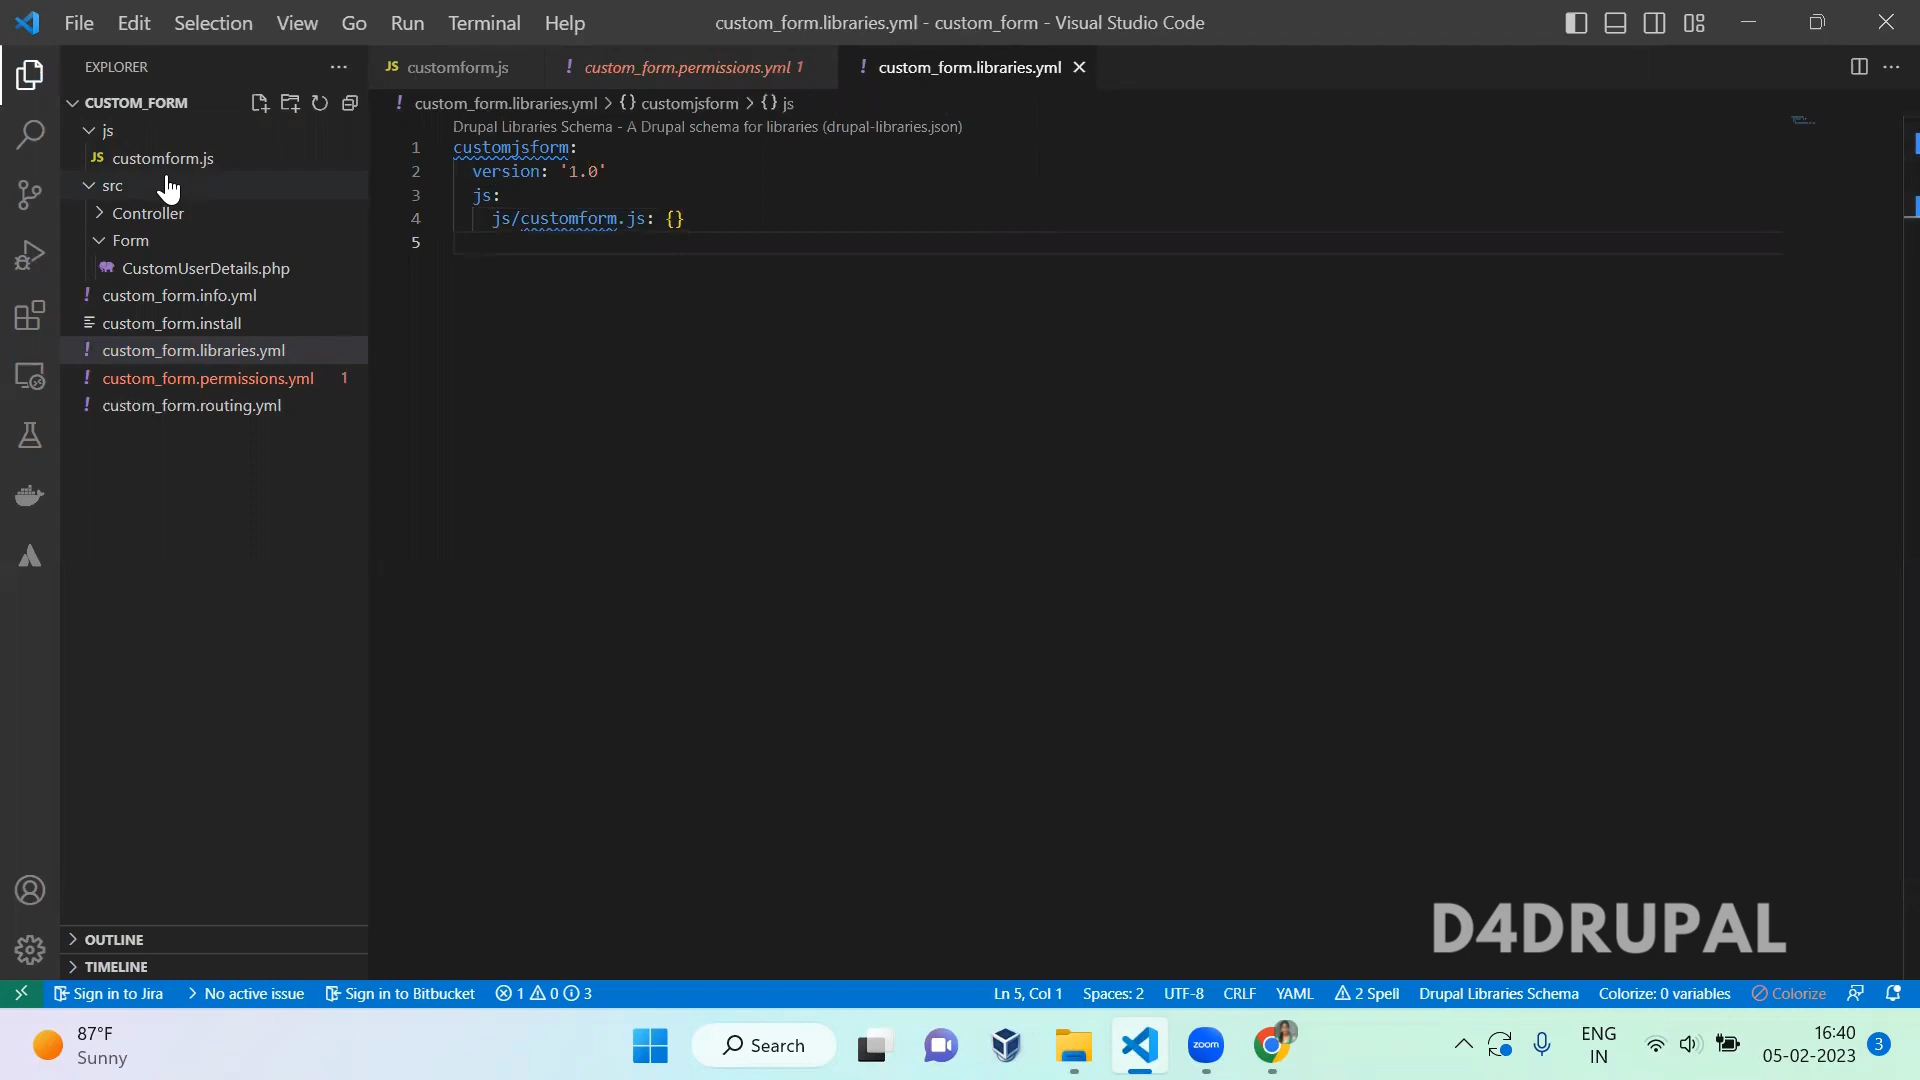 File Edit Selection View Go Run Terminal Help
custom_form.libraries.yml - custom_form - Visual Studio Code
EXPLORER
CUSTOM_FORM
js
JS customform.js
src
Controller
Form
CustomUserDetails.php
! custom_form.info.yml
custom_form.install
! custom_form.libraries.yml
! custom_form.permissions.yml 1
! custom_form.routing.yml
OUTLINE
TIMELINE
JS customform.js ! custom_form.permissions.yml 1 ! custom_form.libraries.yml
! custom_form.libraries.yml > {} customjsform > {} js
Drupal Libraries Schema - A Drupal schema for libraries (drupal-libraries.json)
1 customjsform:
2 version: '1.0'
3 js:
4 js/customform.js: {}
5
D4DRUPAL
Sign in to Jira No active issue Sign in to Bitbucket 1 0 3 Ln 5, Col 1 Spaces: 2 UTF-8 CRLF YAML 2 Spell Drupal Libraries Schema Colorize: 0 variables Colorize
87°F
Sunny
Search
zoom
ENG
IN
16:40
05-02-2023
3